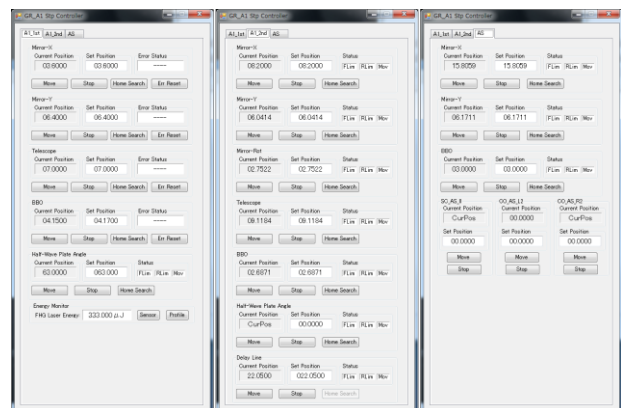 GR_A1 Stp Controller
A1_1st A1_2nd AS
Mirror-X
Current Position Set Position Error Status
03.6000 03.6000 -----
Move Stop Home Search Err Reset
Mirror-Y
Current Position Set Position Error Status
06.4000 06.4000 -----
Move Stop Home Search Err Reset
Telescope
Current Position Set Position Error Status
07.0000 07.0000 -----
Move Stop Home Search Err Reset
BBO
Current Position Set Position Error Status
04.1500 04.1700 -----
Move Stop Home Search Err Reset
Half-Wave Plate Angle
Current Position Set Position Status
63.0000 063.000 FLim RLim Mov
Move Stop Home Search
Energy Monitor
FHG Laser Energy 333.000 μJ Sensor Profile
GR_A1 Stp Controller
A1_1st A1_2nd AS
Mirror-X
Current Position Set Position Status
08.2000 08.2000 FLim RLim Mov
Move Stop Home Search
Mirror-Y
Current Position Set Position Status
06.0414 06.0414 FLim RLim Mov
Move Stop Home Search
Mirror-Rot
Current Position Set Position Status
02.7522 02.7522 FLim RLim Mov
Move Stop Home Search
Telescope
Current Position Set Position Status
09.1184 09.1184 FLim RLim Mov
Move Stop Home Search
BBO
Current Position Set Position Status
02.6871 02.6871 FLim RLim Mov
Move Stop Home Search
Half-Wave Plate Angle
Current Position Set Position Status
CurPos 00.0000 FLim RLim Mov
Move Stop Home Search
Delay Line
Current Position Set Position Status
22.0500 022.0500 FLim RLim Mov
Move Stop Home Search
GR_A1 Stp Controller
A1_1st A1_2nd AS
Mirror-X
Current Position Set Position Status
15.8059 15.8059 FLim RLim Mov
Move Stop Home Search
Mirror-Y
Current Position Set Position Status
06.1711 06.1711 FLim RLim Mov
Move Stop Home Search
BBO
Current Position Set Position Status
03.0000 03.0000 FLim RLim Mov
Move Stop Home Search
CO_AS_L2 CO_AS_R2
Current Position Current Position Current Position
CurPos 00.0000 CurPos
Set Position Set Position Set Position
00.0000 00.0000 00.0000
Move Move Move
Stop Stop Stop